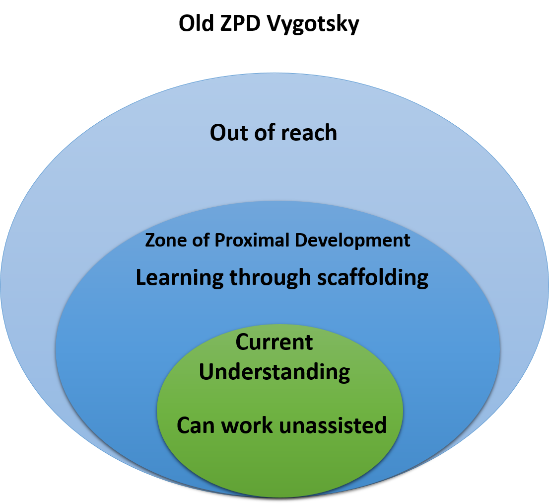 Old ZPD Vygotsky
Out of reach
Zone of Proximal Development
Learning through scaffolding
Current
Understanding
Can work unassisted